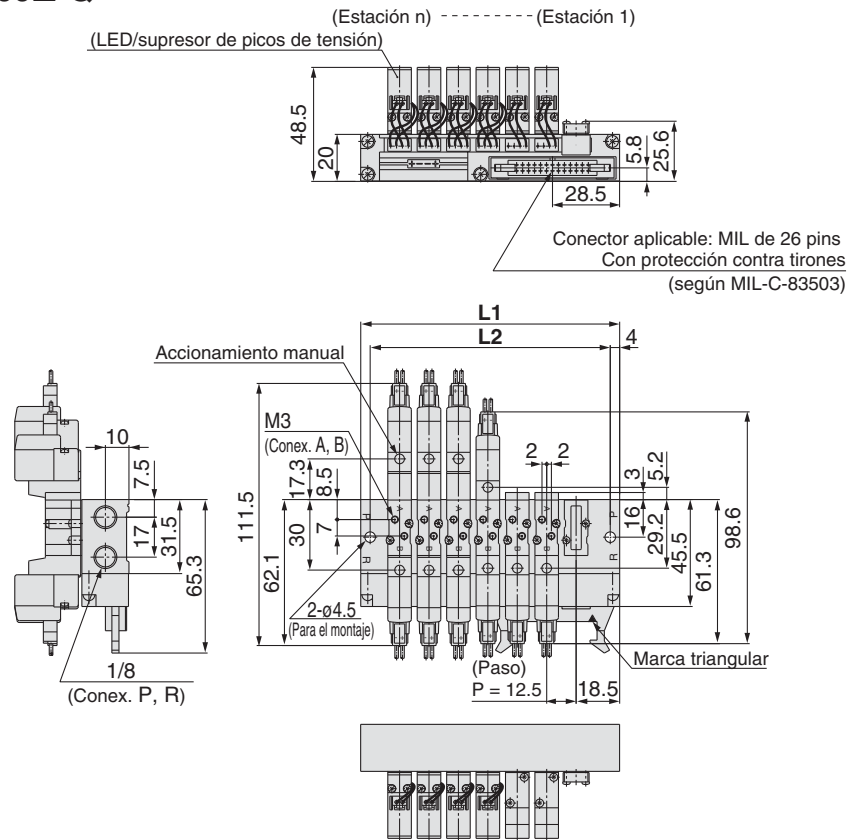 (Estación n)
(Estación 1)
(LED/supresor de picos de tensión)
48.5
20
5.8
25.6
28.5
Conector aplicable: MIL de 26 pins
Con protección contra tirones
(según MIL-C-83503)
L1
L2
4
Accionamiento manual
M3
(Conex. A, B)
10
7.5
17
31.5
65.3
1/8
(Conex. P, R)
111.5
62.1
17.3
8.5
30
7
2-ø4.5
(Para el montaje)
2
2
3
5.2
16
29.2
45.5
61.3
98.6
A
A
A
A
A
A
B
B
B
B
B
B
P
R
P
R
Marca triangular
(Paso)
P = 12.5
18.5